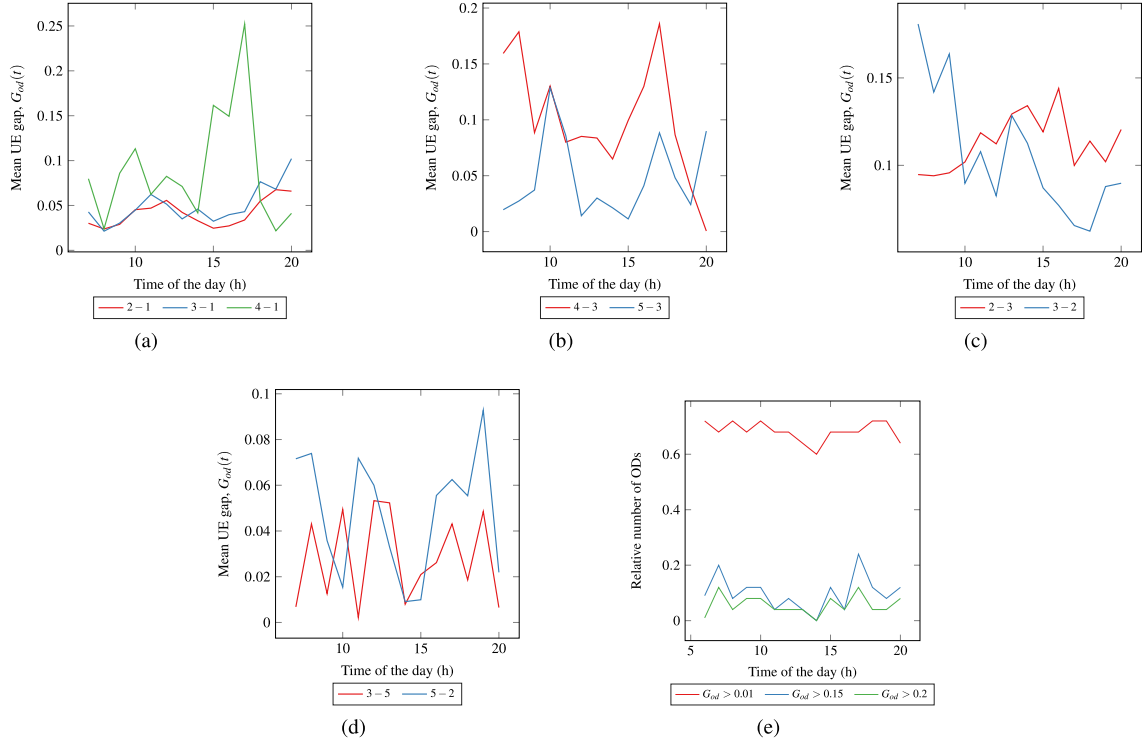 0.25
0.2
0.15
0.1
0.05
0
Mean UE gap, G_od(t)
10 15 20
Time of the day (h)
2 − 1 3 − 1 4 − 1
(a)
0.2
0.15
0.1
0.05
0
Mean UE gap, G_od(t)
10 15 20
Time of the day (h)
4 − 3 5 − 3
(b)
0.15
0.1
Mean UE gap, G_od(t)
10 15 20
Time of the day (h)
2 − 3 3 − 2
(c)
0.1
0.08
0.06
0.04
0.02
0
Mean UE gap, G_od(t)
10 15 20
Time of the day (h)
3 − 5 5 − 2
(d)
0.6
0.4
0.2
0
Relative number of ODs
5 10 15 20
Time of the day (h)
G_od > 0.01 G_od > 0.15 G_od > 0.2
(e)